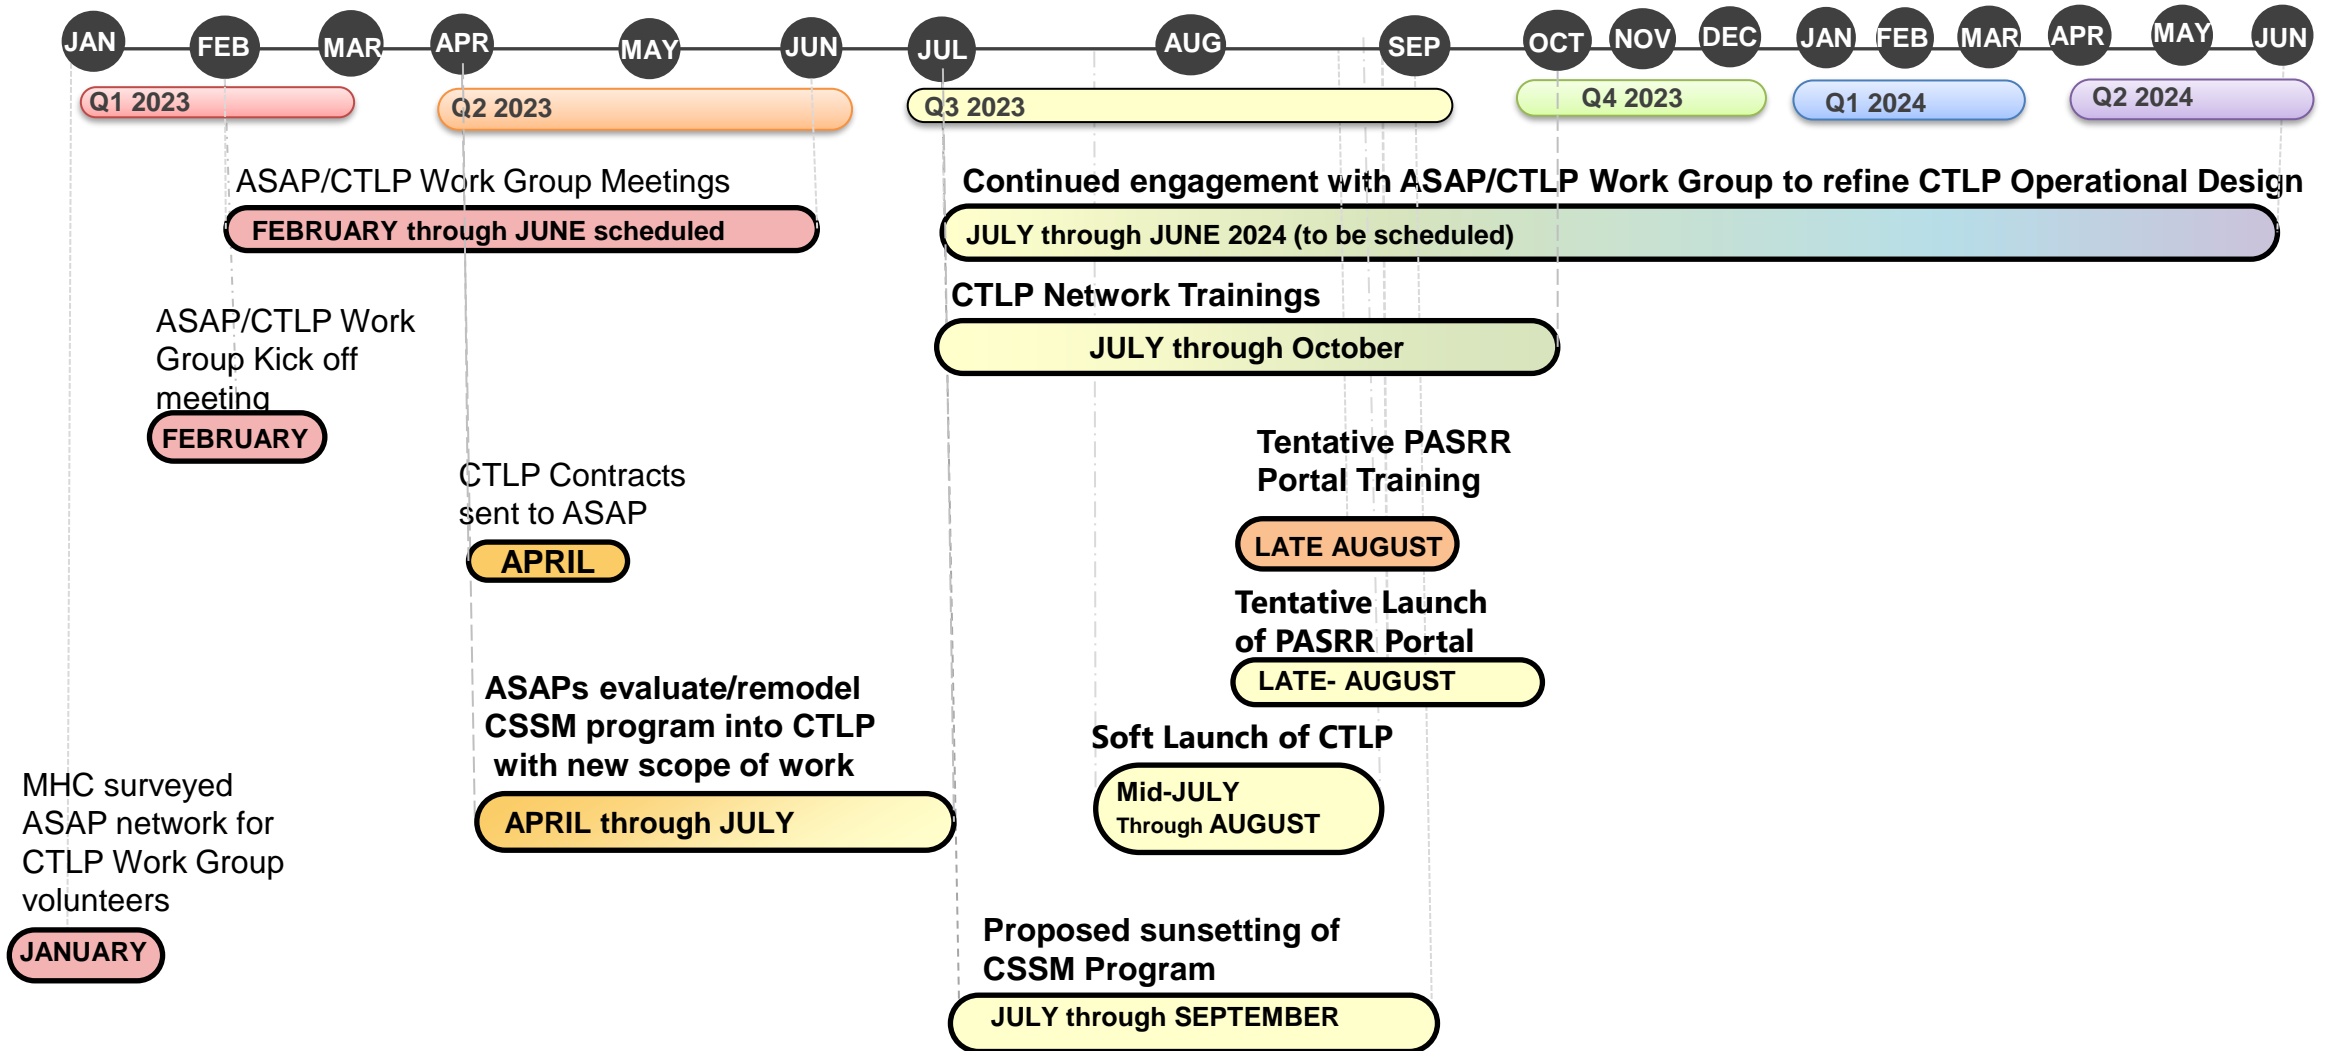 JAN FEB MAR APR MAY JUN JUL AUG SEP OCT NOV DEC JAN FEB MAR APR MAY JUN
Q1 2023 Q2 2023 Q3 2023 Q4 2023 Q1 2024 Q2 2024
ASAP/CTLP Work Group Meetings
FEBRUARY through JUNE scheduled
Continued engagement with ASAP/CTLP Work Group to refine CTLP Operational Design
JULY through JUNE 2024 (to be scheduled)
CTLP Network Trainings
JULY through October
ASAP/CTLP Work
Group Kick off
meeting
FEBRUARY
Tentative PASRR
Portal Training
LATE AUGUST
CTLP Contracts
sent to ASAP
APRIL
Tentative Launch
of PASRR Portal
LATE- AUGUST
ASAPs evaluate/remodel
CSSM program into CTLP
with new scope of work
APRIL through JULY
Soft Launch of CTLP
Mid-JULY
Through AUGUST
MHC surveyed
ASAP network for
CTLP Work Group
volunteers
JANUARY
Proposed sunsetting of
CSSM Program
JULY through SEPTEMBER